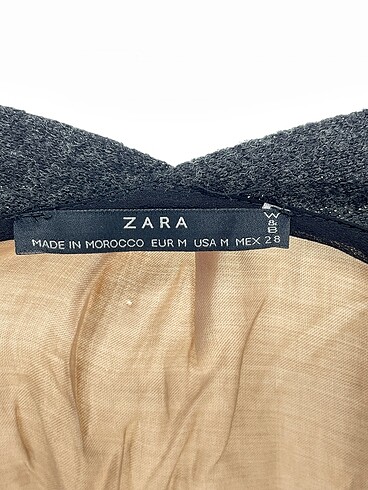 ZARA
W&B
MADE IN MOROCCO EUR M USA M MEX 28